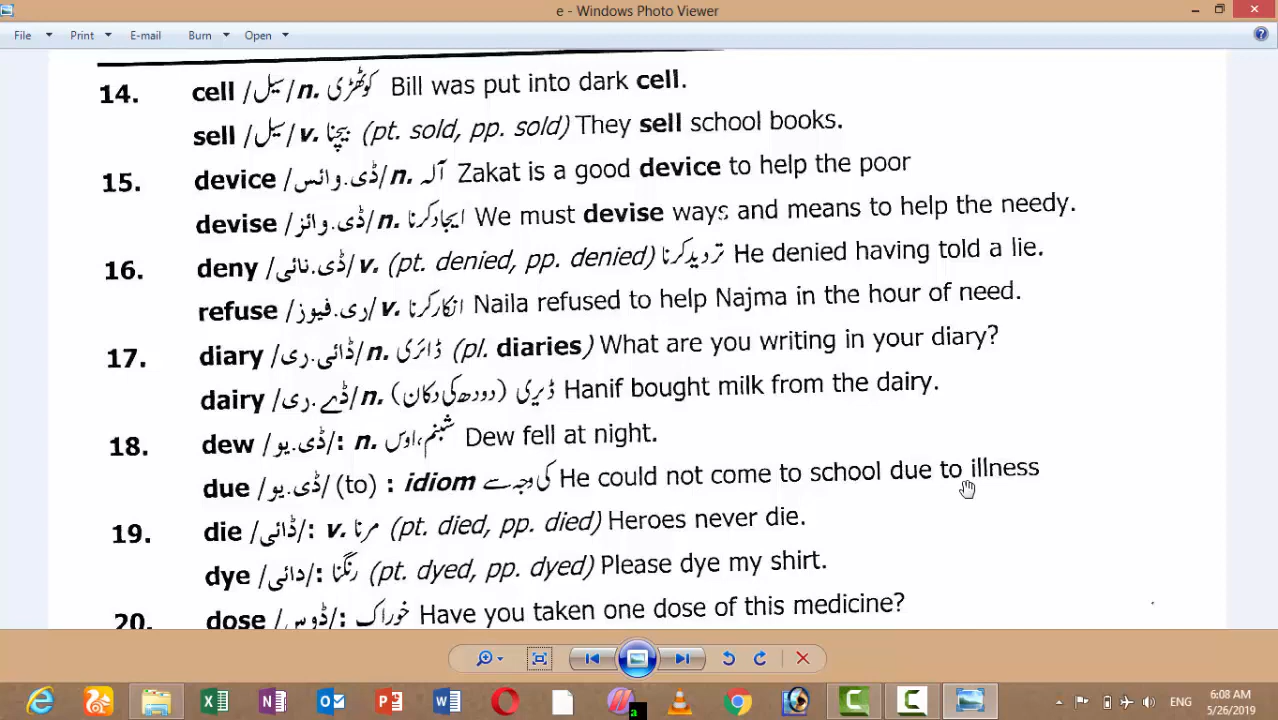 e - Windows Photo Viewer
File Print E-mail Burn Open
14. cell /سیل/ n. کوٹھڑی Bill was put into dark cell.
sell /سیل/ v. بیچنا (pt. sold, pp. sold) They sell school books.
15. device /ڈی.وائس/ n. آلہ Zakat is a good device to help the poor
devise /ڈی.وائز/ n. ایجاد کرنا We must devise ways and means to help the needy.
16. deny /ڈی.نائی/ v. (pt. denied, pp. denied) تردید کرنا He denied having told a lie.
refuse /ری.فیوز/ v. انکار کرنا Naila refused to help Najma in the hour of need.
17. diary /ڈائی.ری/ n. ڈائری (pl. diaries) What are you writing in your diary?
dairy /ڈے.ری/ n. ڈیری (دودھ کی دکان) Hanif bought milk from the dairy.
18. dew /ڈی.یو/: n. شبنم، اوس Dew fell at night.
due /ڈی.یو/ (to) : idiom کی وجہ سے He could not come to school due to illness
19. die /ڈائی/: v. مرنا (pt. died, pp. died) Heroes never die.
dye /دائی/: رنگنا (pt. dyed, pp. dyed) Please dye my shirt.
20. dose /ڈوس/: خوراک Have you taken one dose of this medicine?
a
ENG
6:08 AM
5/26/2019